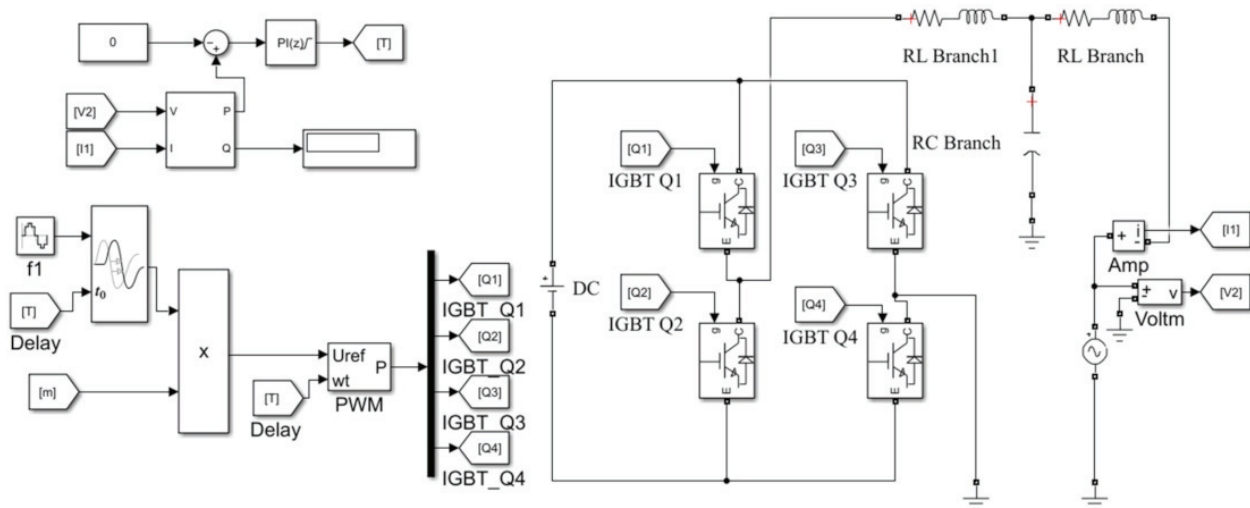 0
−
+
PI(z)
[T]
[V2]
[I1]
V
I
P
Q
f1
t0
[T]
Delay
[m]
X
[T]
Delay
Uref
wt
P
PWM
[Q1]
IGBT_Q1
[Q2]
IGBT_Q2
[Q3]
IGBT_Q3
[Q4]
IGBT_Q4
+
DC
[Q1]
IGBT Q1
g
C
E
[Q3]
IGBT Q3
g
C
E
[Q2]
IGBT Q2
g
C
E
[Q4]
IGBT Q4
g
C
E
RL Branch1
RL Branch
RC Branch
+
i
-
Amp
[I1]
+
-
v
Voltm
[V2]